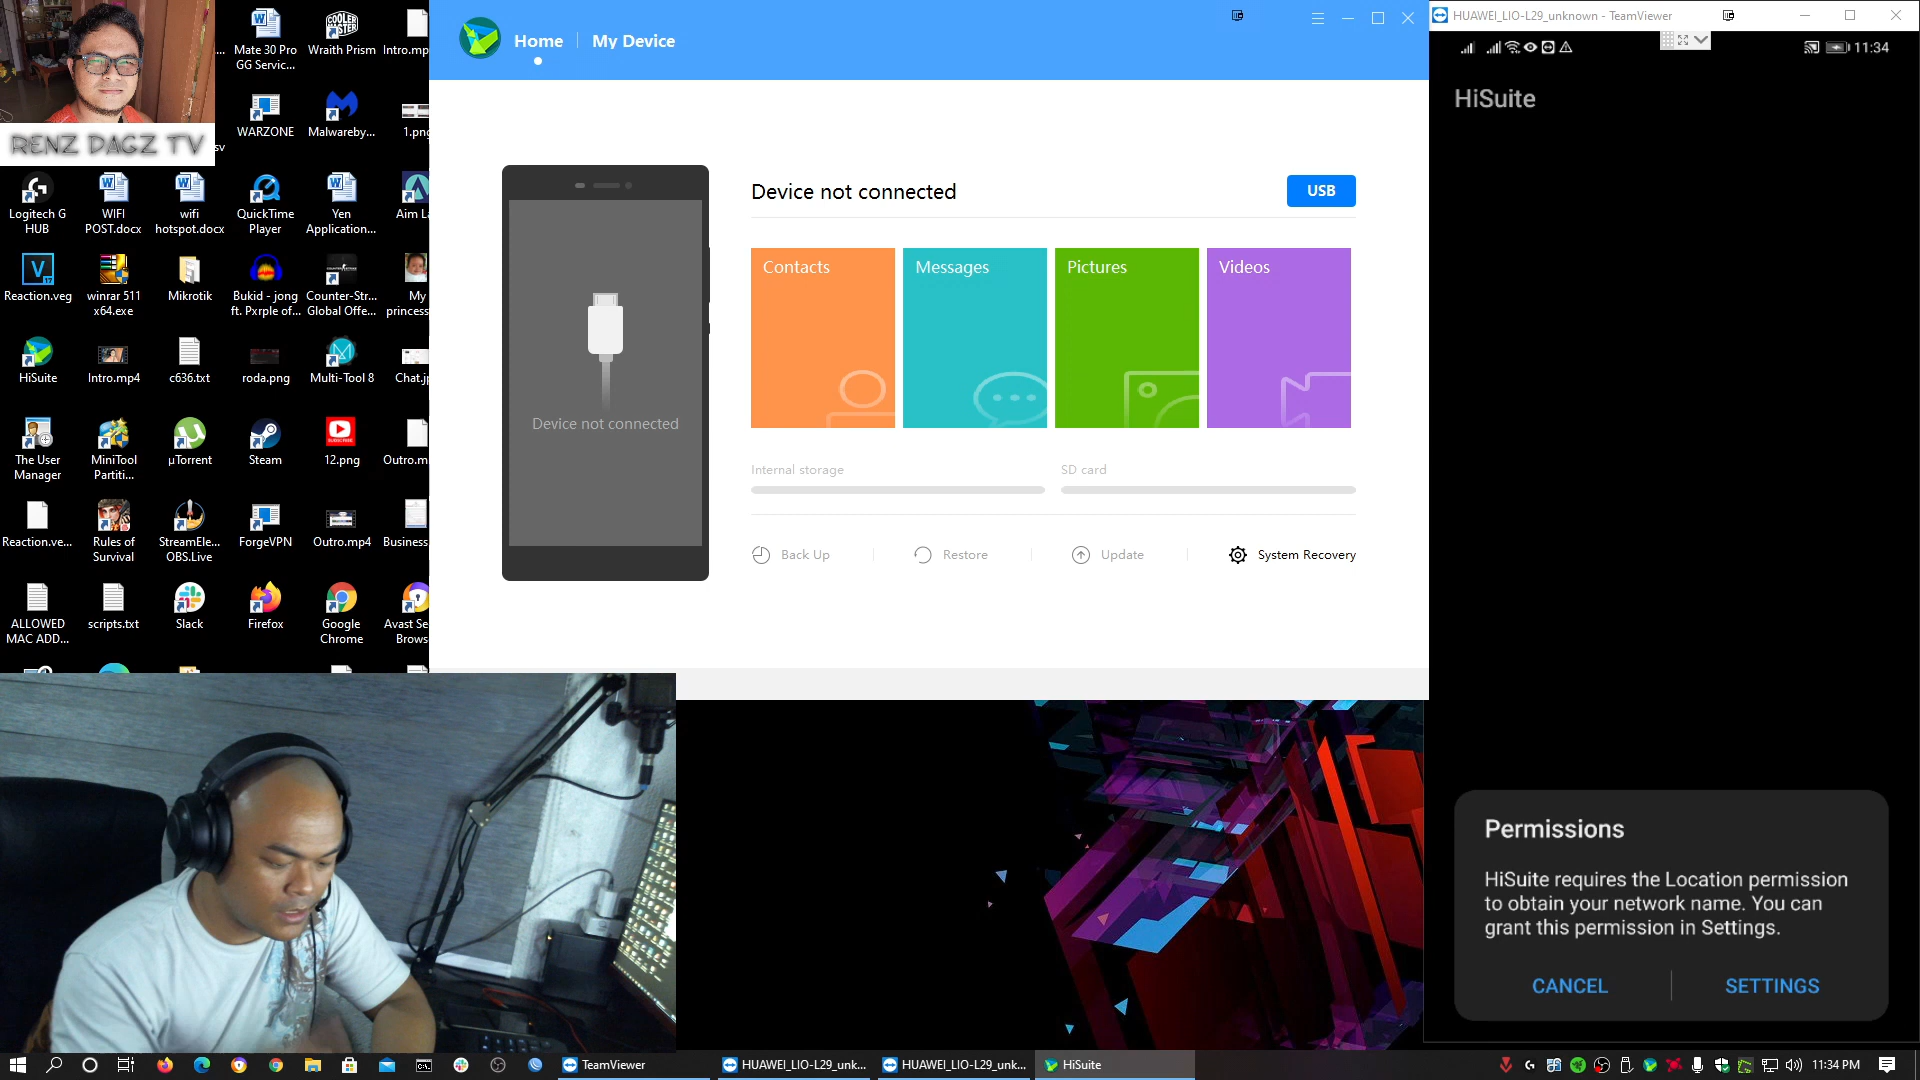 RENZ DAGZ TV
sv
Mate 30 Pro
GG Servic...
Wraith Prism
Intro.mp
WARZONE
Malwareby...
1.pn
Logitech G
HUB
WIFI
POST.docx
wifi
hotspot.docx
QuickTime
Player
Yen
Application...
Aim L
Reaction.veg
winrar 511
x64.exe
Mikrotik
Bukid - jong
ft. Pxrple of...
Counter-Str...
Global Offe...
My
princess
HiSuite
Intro.mp4
c636.txt
roda.png
Multi-Tool 8
Chat.j
The User
Manager
MiniTool
Partiti...
µTorrent
Steam
SUBSCRIBE
12.png
Outro.m
Reaction.ve...
Rules of
Survival
StreamEle...
OBS.Live
ForgeVPN
Outro.mp4
Business
ALLOWED
MAC ADD...
scripts.txt
Slack
Firefox
Google
Chrome
Avast Se
Brows
Home
My Device
Device not connected
USB
Contacts
Messages
Pictures
Videos
Device not connected
Internal storage
SD card
Back Up
Restore
Update
System Recovery
HUAWEI_LIO-L29_unknown - TeamViewer
11:34
HiSuite
Permissions
HiSuite requires the Location permission
to obtain your network name. You can
grant this permission in Settings.
CANCEL
SETTINGS
TeamViewer
HUAWEI_LIO-L29_unk...
HUAWEI_LIO-L29_unk...
HiSuite
11:34 PM